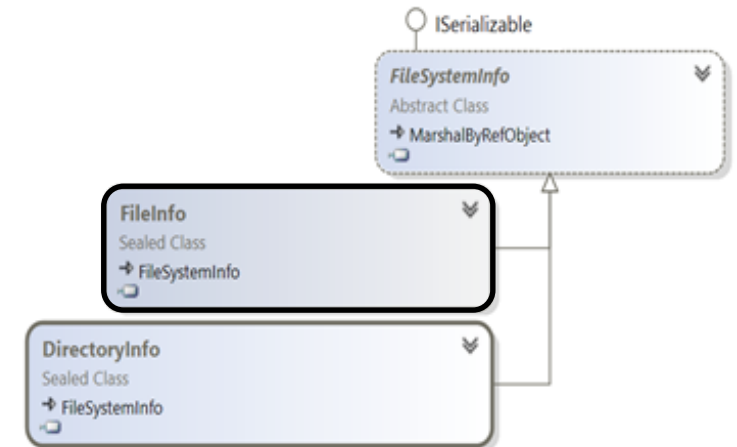 ISerializable
FileSystemInfo
Abstract Class
MarshalByRefObject
FileInfo
Sealed Class
FileSystemInfo
DirectoryInfo
Sealed Class
FileSystemInfo